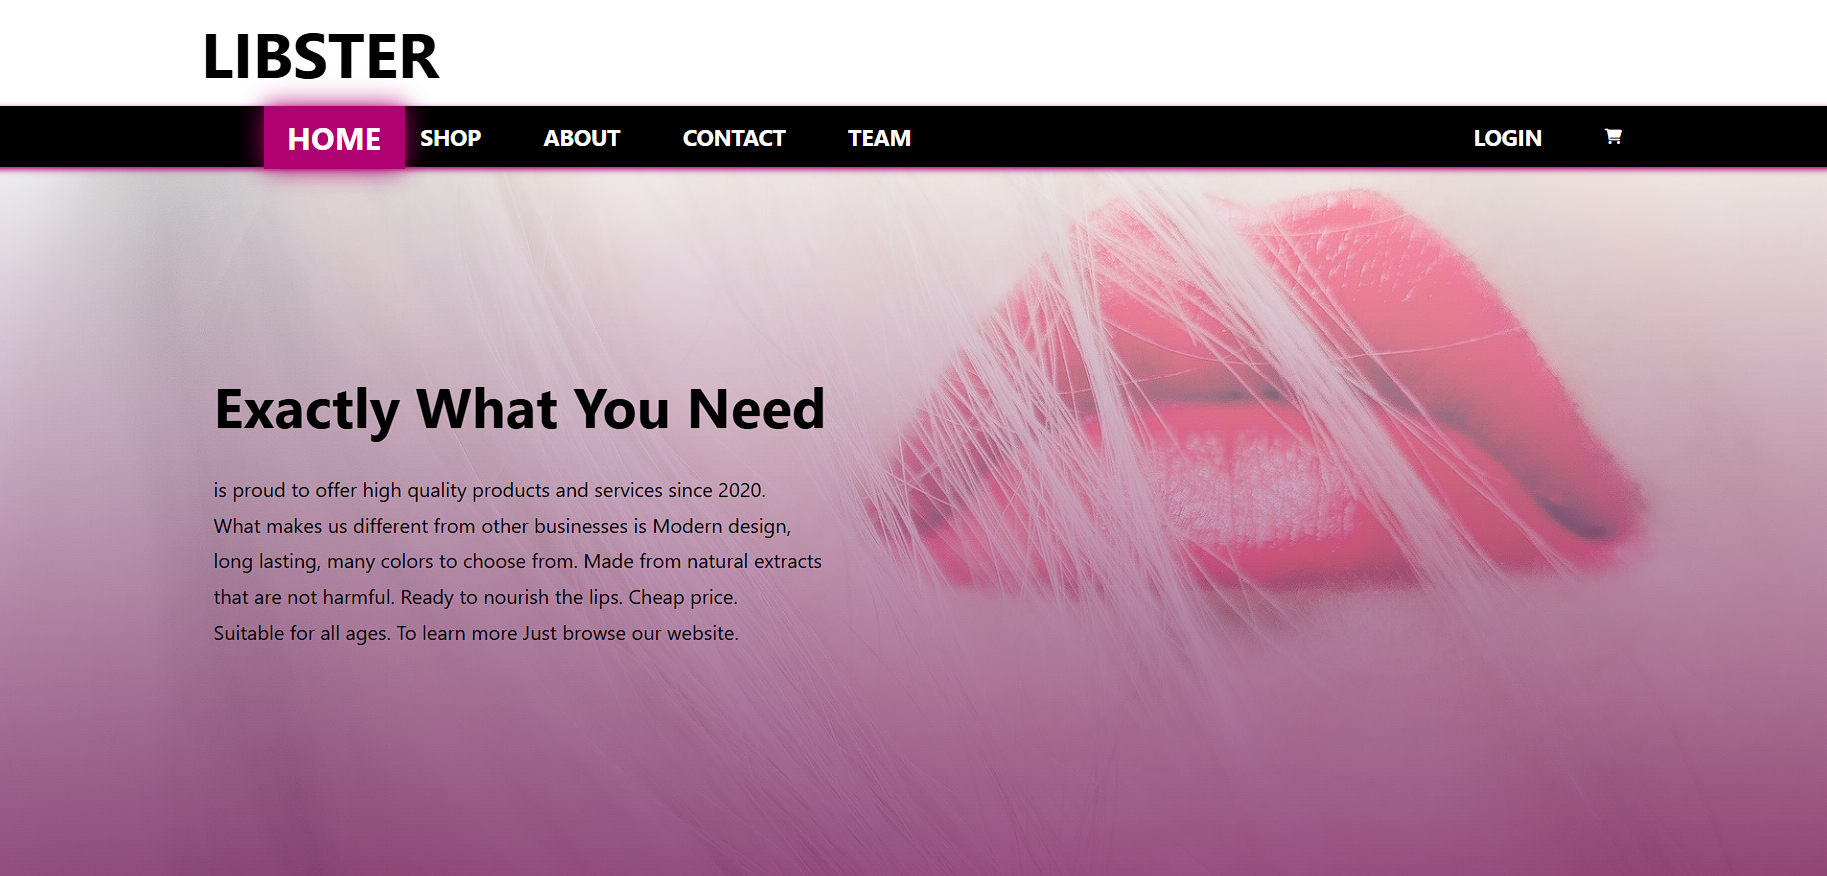 LIBSTER
HOME SHOP ABOUT CONTACT TEAM LOGIN
Exactly What You Need
is proud to offer high quality products and services since 2020.
What makes us different from other businesses is Modern design,
long lasting, many colors to choose from. Made from natural extracts
that are not harmful. Ready to nourish the lips. Cheap price.
Suitable for all ages. To learn more Just browse our website.